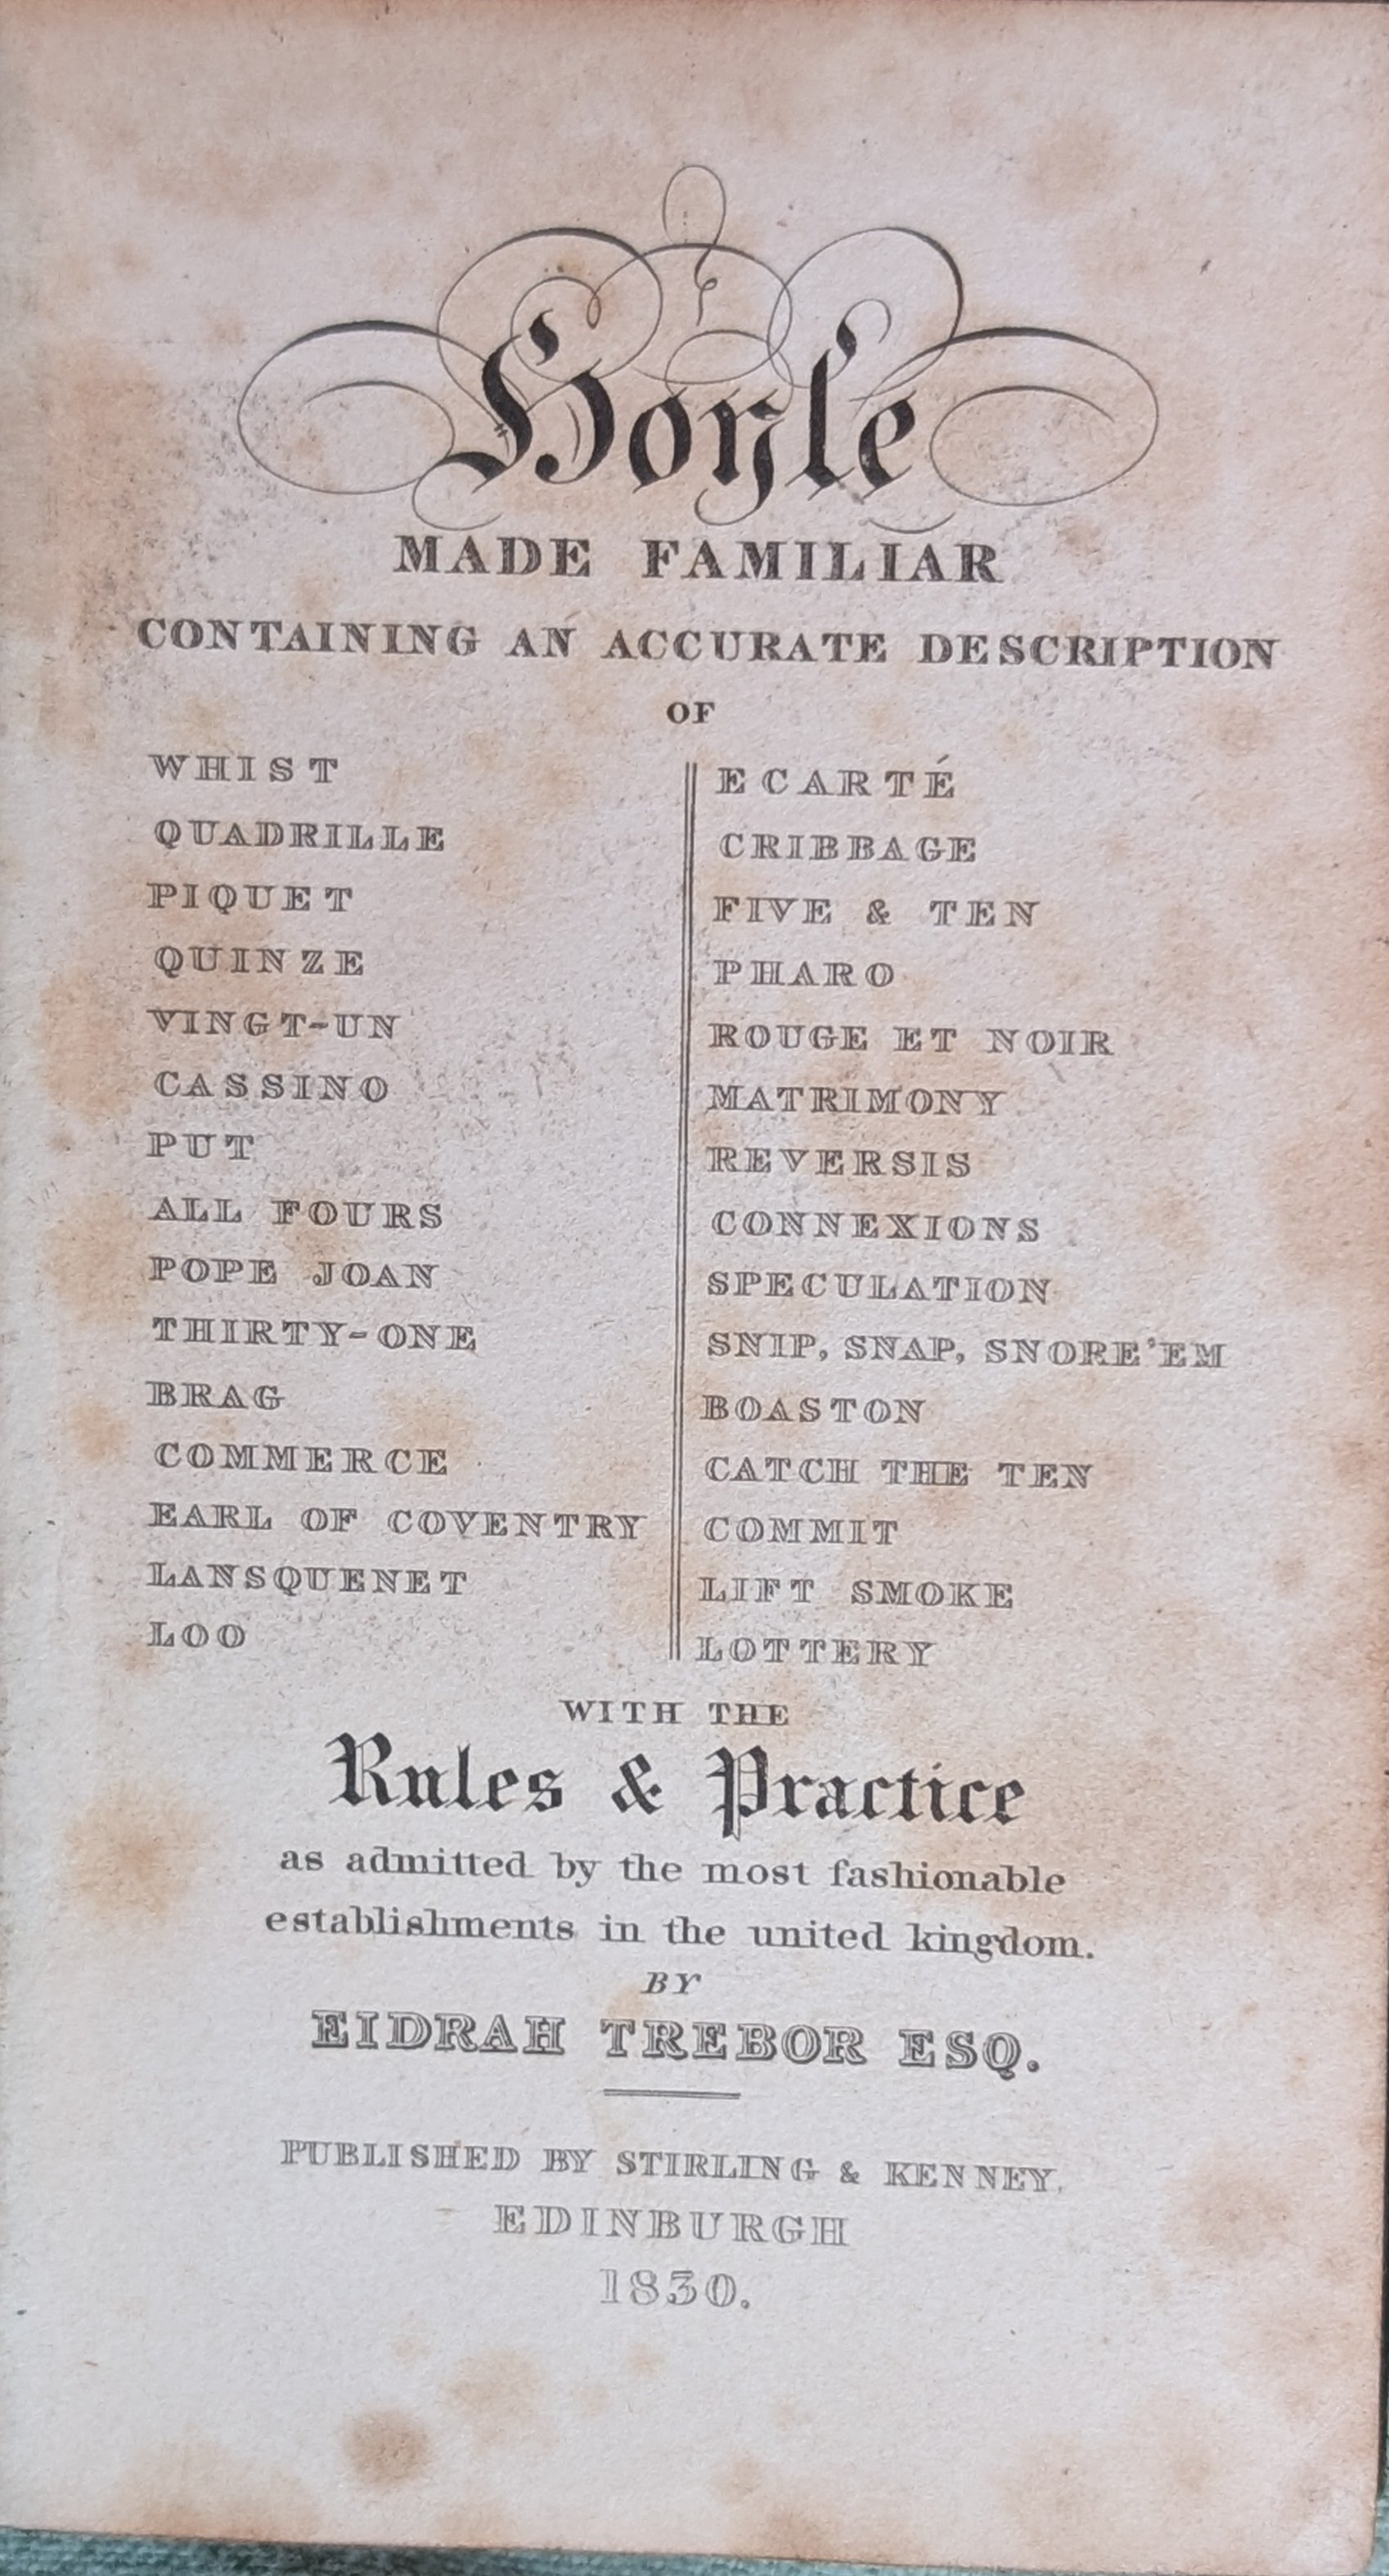 Hoyle
MADE FAMILIAR
CONTAINING AN ACCURATE DESCRIPTION
OF
WHIST
QUADRILLE
PIQUET
QUINZE
VINGT-UN
CASSINO
PUT
ALL FOURS
POPE JOAN
THIRTY-ONE
BRAG
COMMERCE
EARL OF COVENTRY
LANSQUENET
LOO
ECARTÉ
CRIBBAGE
FIVE & TEN
PHARO
ROUGE ET NOIR
MATRIMONY
REVERSIS
CONNEXIONS
SPECULATION
SNIP, SNAP, SNORE'EM
BOASTON
CATCH THE TEN
COMMIT
LIFT SMOKE
LOTTERY
WITH THE
Rules & Practice
as admitted by the most fashionable
establishments in the united kingdom.
BY
EIDRAH TREBOR ESQ.
PUBLISHED BY STIRLING & KENNEY,
EDINBURGH
1830.